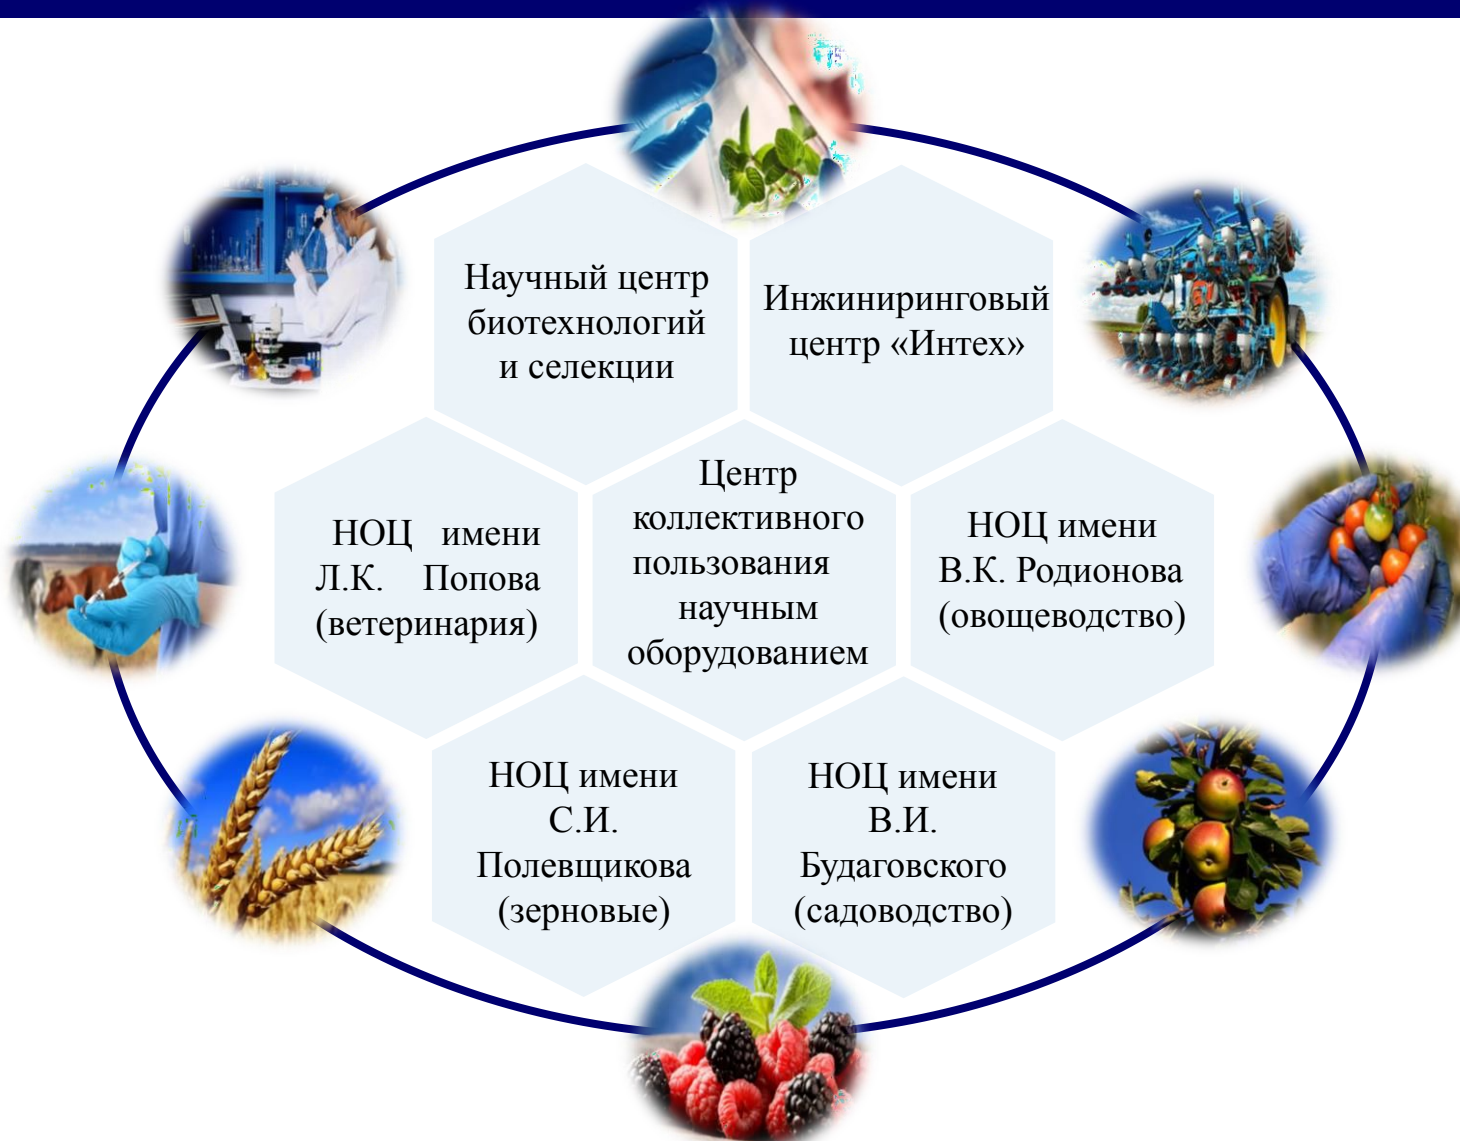 Научный центр
биотехнологий
и селекции
Инжиниринговый
центр «Интех»
НОЦ имени
Л.К. Попова
(ветеринария)
Центр
коллективного
пользования
научным
оборудованием
НОЦ имени
В.К. Родионова
(овощеводство)
НОЦ имени
С.И.
Полевщикова
(зерновые)
НОЦ имени
В.И.
Будаговского
(садоводство)